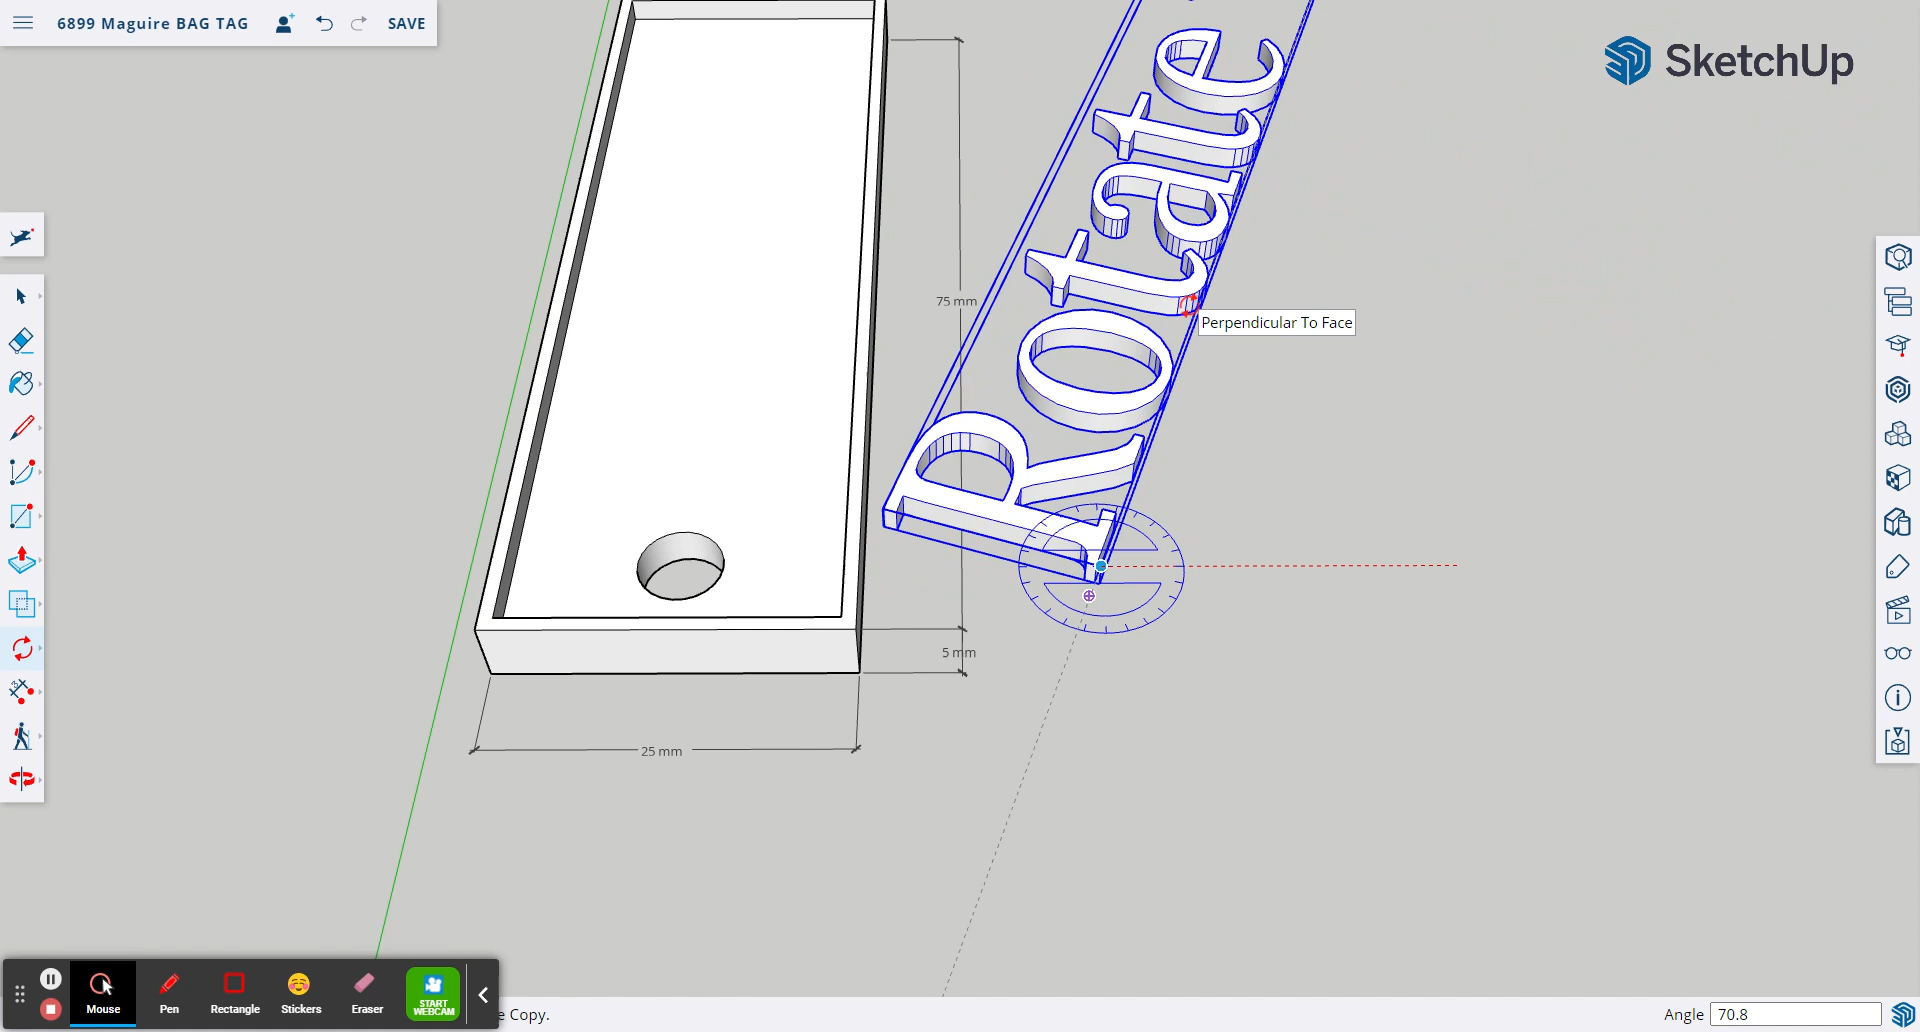 6899 Maguire BAG TAG
SAVE
SketchUp
Rotate
75 mm
Perpendicular To Face
5 mm
25 mm
Mouse
Pen
Rectangle
Stickers
Eraser
START
WEBCAM
e Copy.
Angle 70.8